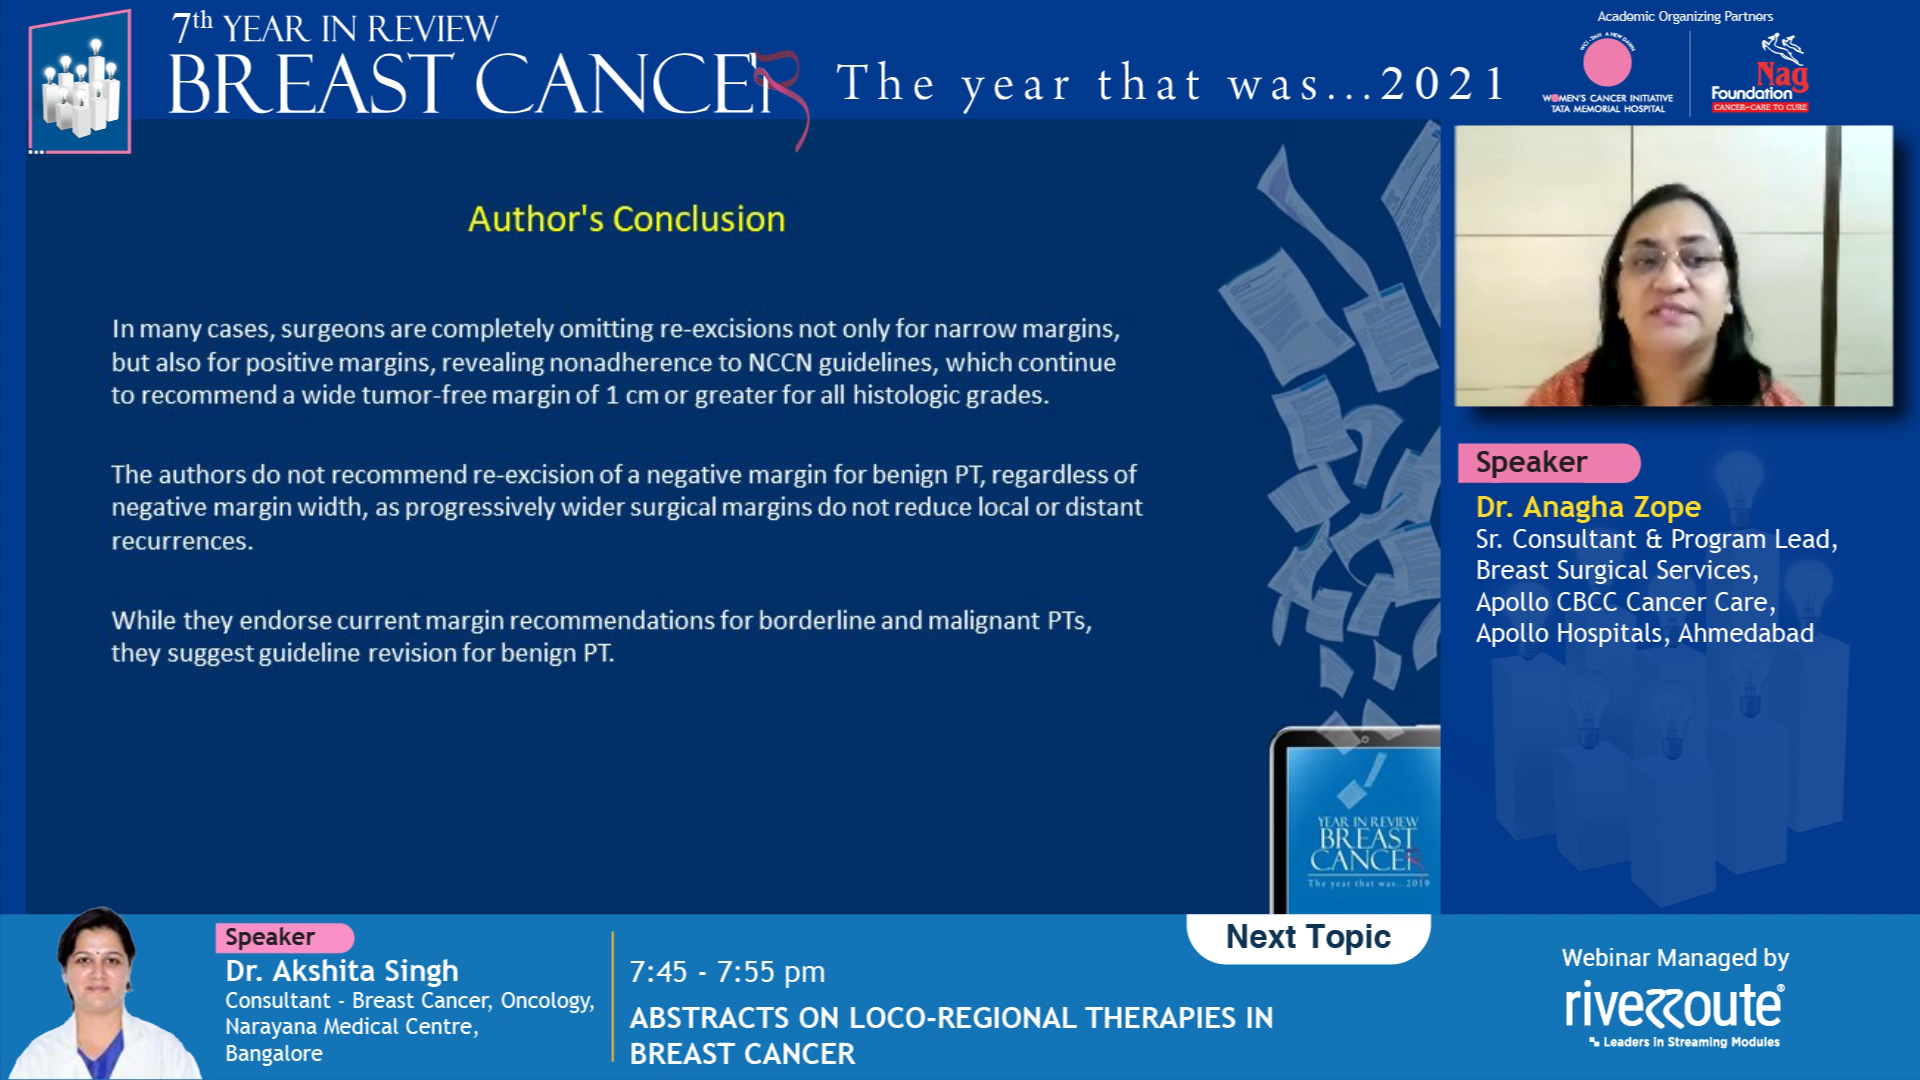 7th YEAR IN REVIEW
BREAST CANCER
The year that was...2021
Academic Organizing Partners
WCI-TMH A NEW DAWN
WOMEN'S CANCER INITIATIVE
TATA MEMORIAL HOSPITAL
Nag
Foundation
CANCER-CARE TO CURE
Author's Conclusion
In many cases, surgeons are completely omitting re-excisions not only for narrow margins,
but also for positive margins, revealing nonadherence to NCCN guidelines, which continue
to recommend a wide tumor-free margin of 1 cm or greater for all histologic grades.
The authors do not recommend re-excision of a negative margin for benign PT, regardless of
negative margin width, as progressively wider surgical margins do not reduce local or distant
recurrences.
While they endorse current margin recommendations for borderline and malignant PTs,
they suggest guideline revision for benign PT.
YEAR IN REVIEW
BREAST
CANCER
The year that was...2019
Speaker
Dr. Anagha Zope
Sr. Consultant & Program Lead,
Breast Surgical Services,
Apollo CBCC Cancer Care,
Apollo Hospitals, Ahmedabad
Speaker
Dr. Akshita Singh
Consultant - Breast Cancer, Oncology,
Narayana Medical Centre,
Bangalore
Next Topic
7:45 - 7:55 pm
ABSTRACTS ON LOCO-REGIONAL THERAPIES IN
BREAST CANCER
Webinar Managed by
riverroute®
Leaders in Streaming Modules